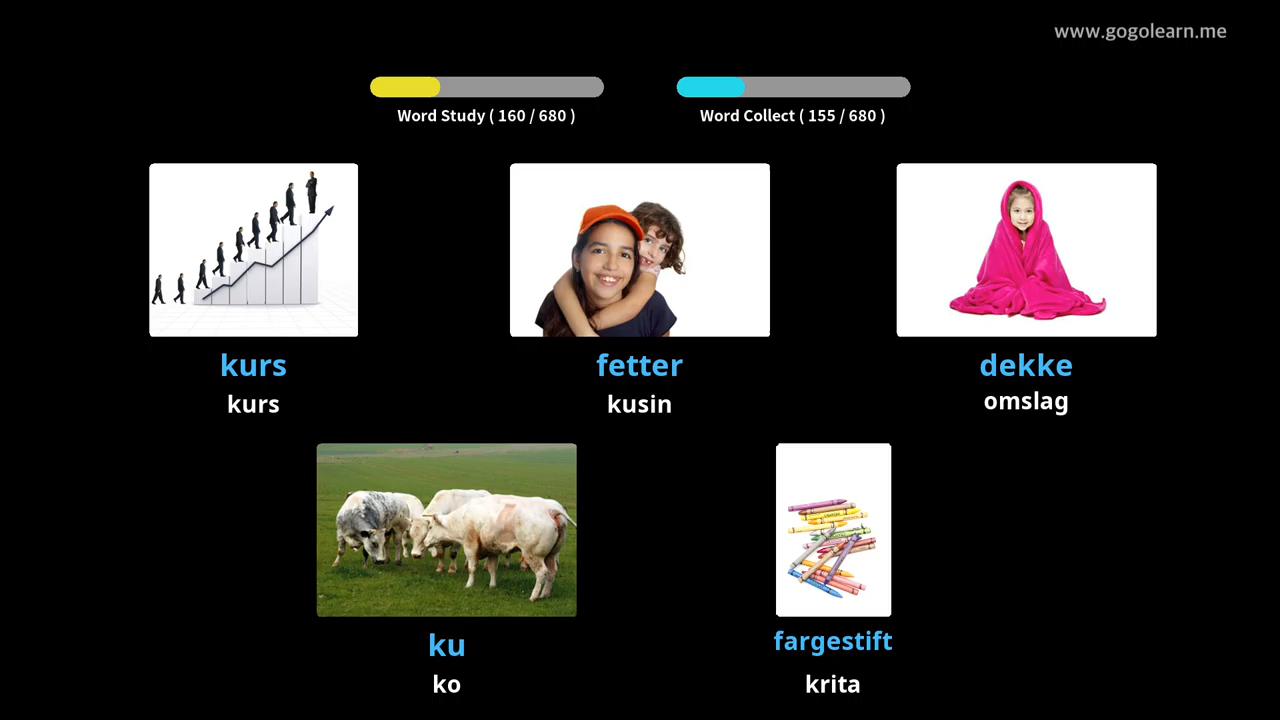 www.gogolearn.me
Word Study ( 160 / 680 )
Word Collect ( 155 / 680 )
kurs
kurs
fetter
kusin
dekke
omslag
ku
ko
fargestift
krita